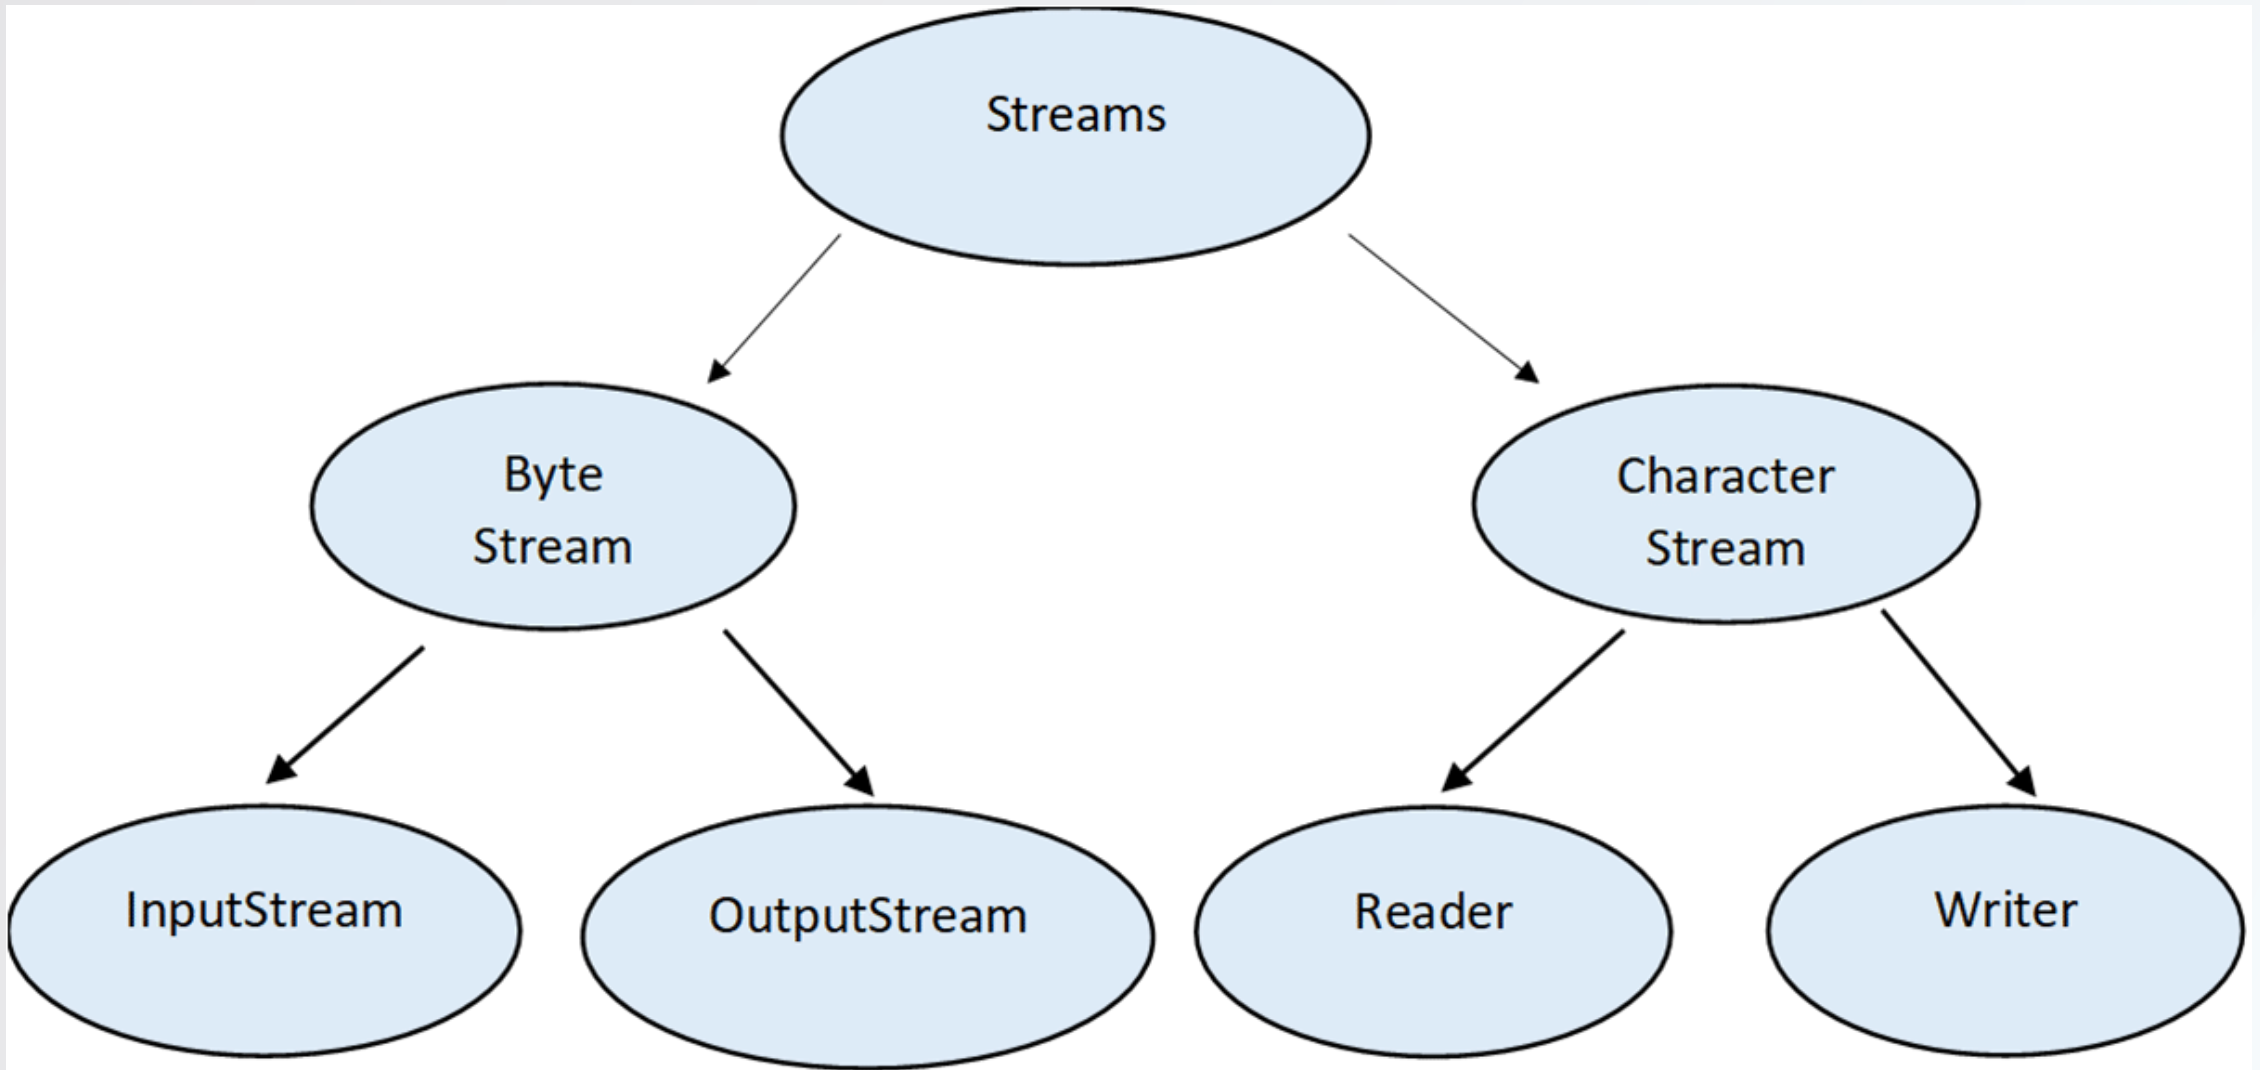 Streams
Byte
Stream
Character
Stream
InputStream
OutputStream
Reader
Writer